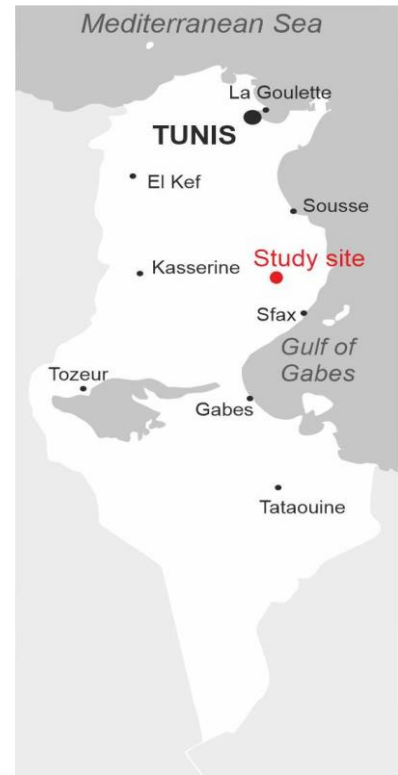 Mediterranean Sea
La Goulette
TUNIS
El Kef
Sousse
Study site
Kasserine
Sfax
Gulf of
Gabes
Tozeur
Gabes
Tataouine